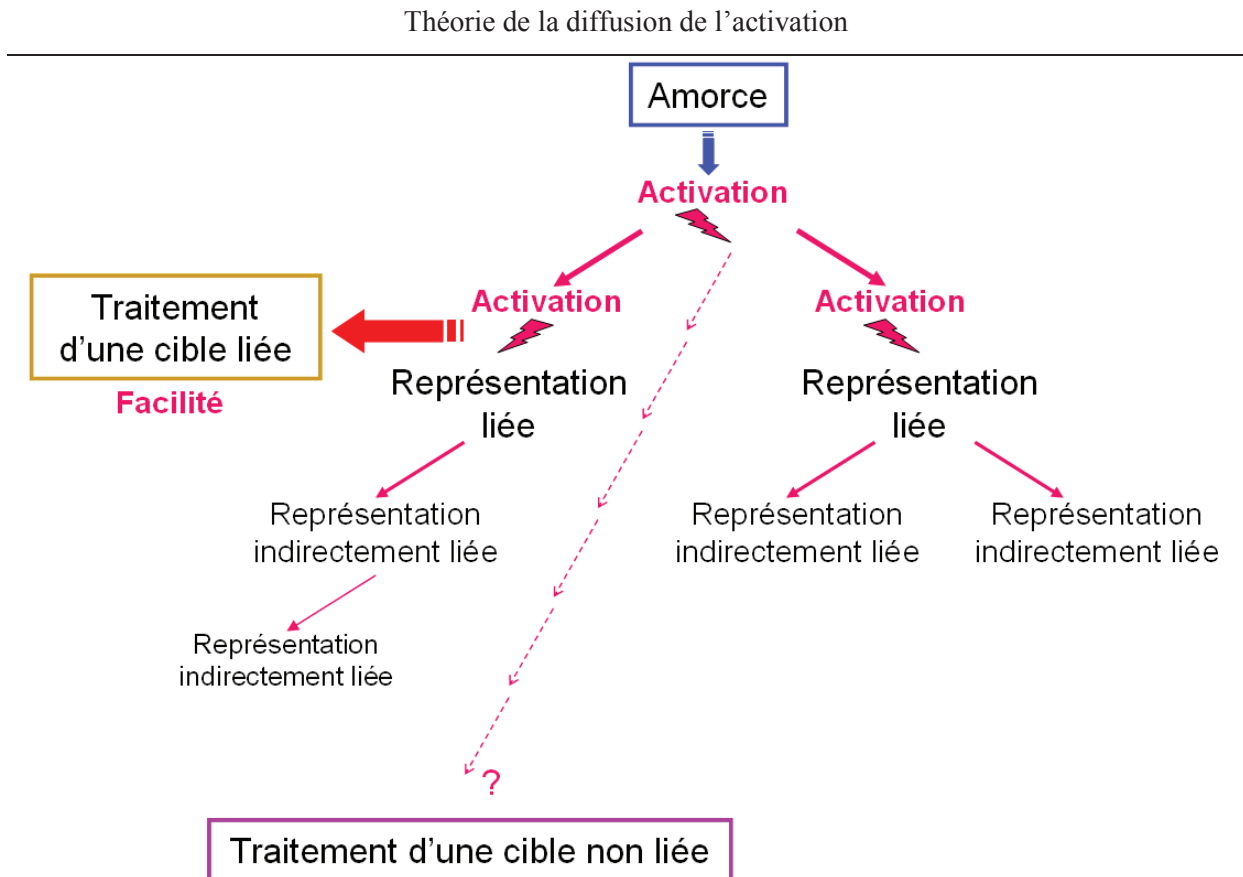 Théorie de la diffusion de l’activation
Amorce
Activation
Activation
Activation
Traitement
d’une cible liée
Facilité
Représentation
liée
Représentation
liée
Représentation
indirectement liée
Représentation
indirectement liée
Représentation
indirectement liée
Représentation
indirectement liée
?
Traitement d’une cible non liée